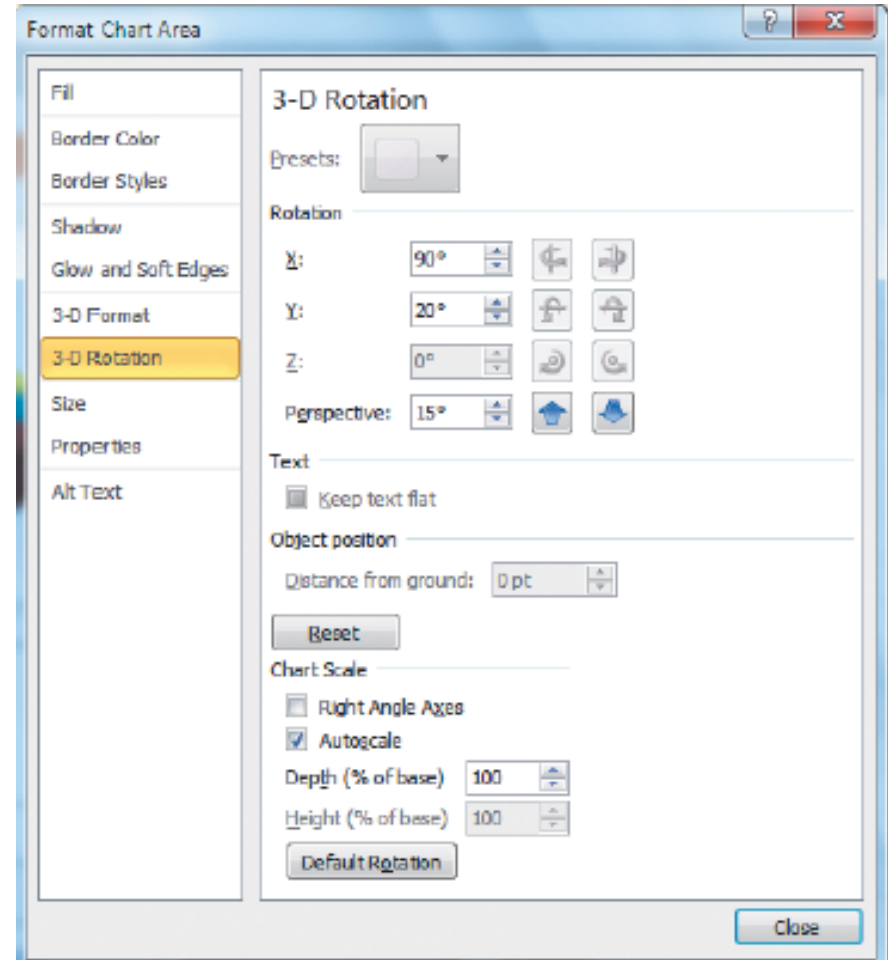 Format Chart Area
Fill
Border Color
Border Styles
Shadow
Glow and Soft Edges
3-D Format
3-D Rotation
Size
Properties
Alt Text
3-D Rotation
Presets:
Rotation
X: 90°
Y: 20°
Z: 0°
Perspective: 15°
Text
Keep text flat
Object position
Distance from ground: 0 pt
Reset
Chart Scale
Right Angle Axes
Autoscale
Depth (% of base) 100
Height (% of base) 100
Default Rotation
Close